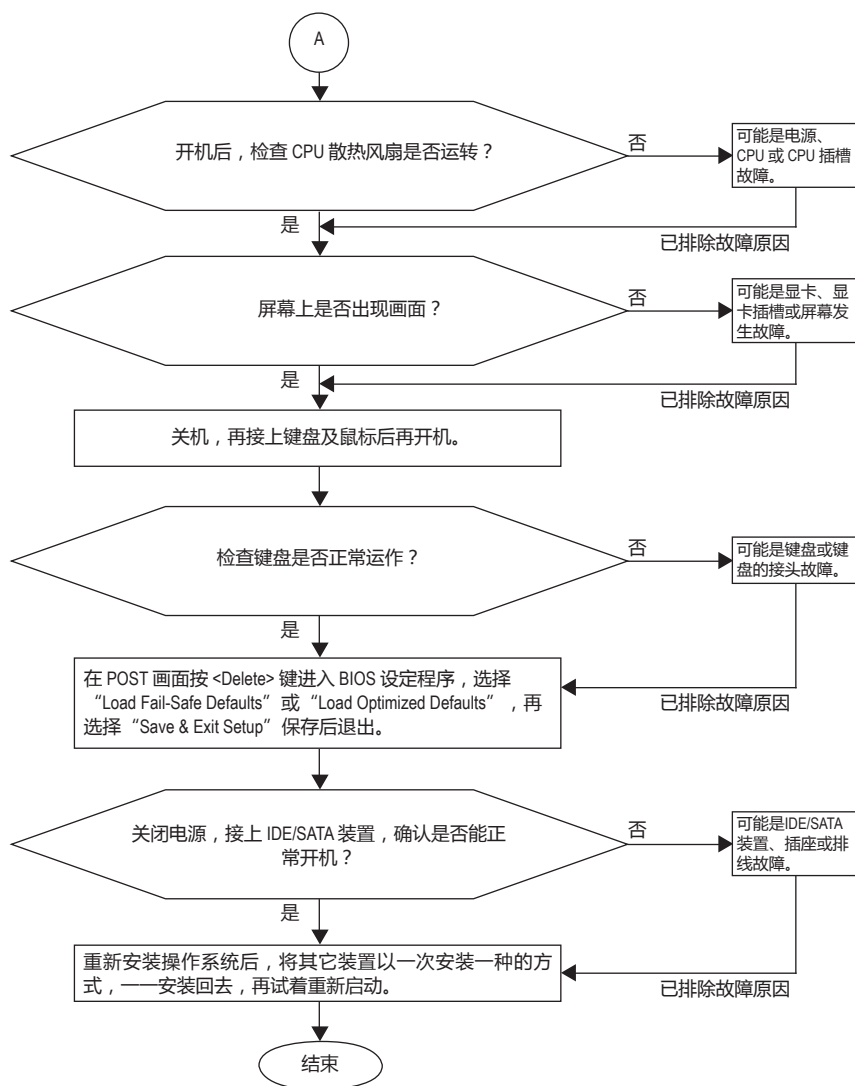 A
开机后，检查 CPU 散热风扇是否运转？
否
可能是电源、
CPU 或 CPU 插槽
故障。
是
已排除故障原因
屏幕上是否出现画面？
否
可能是显卡、显
卡插槽或屏幕发
生故障。
是
已排除故障原因
关机，再接上键盘及鼠标后再开机。
检查键盘是否正常运作？
否
可能是键盘或键
盘的接头故障。
是
在 POST 画面按 <Delete> 键进入 BIOS 设定程序，选择
“Load Fail-Safe Defaults”或“Load Optimized Defaults”，再
选择“Save & Exit Setup”保存后退出。
已排除故障原因
关闭电源，接上 IDE/SATA 装置，确认是否能正
常开机？
否
可能是IDE/SATA
装置、插座或排
线故障。
是
重新安装操作系统后，将其它装置以一次安装一种的方
式，一一安装回去，再试着重新启动。
已排除故障原因
结束